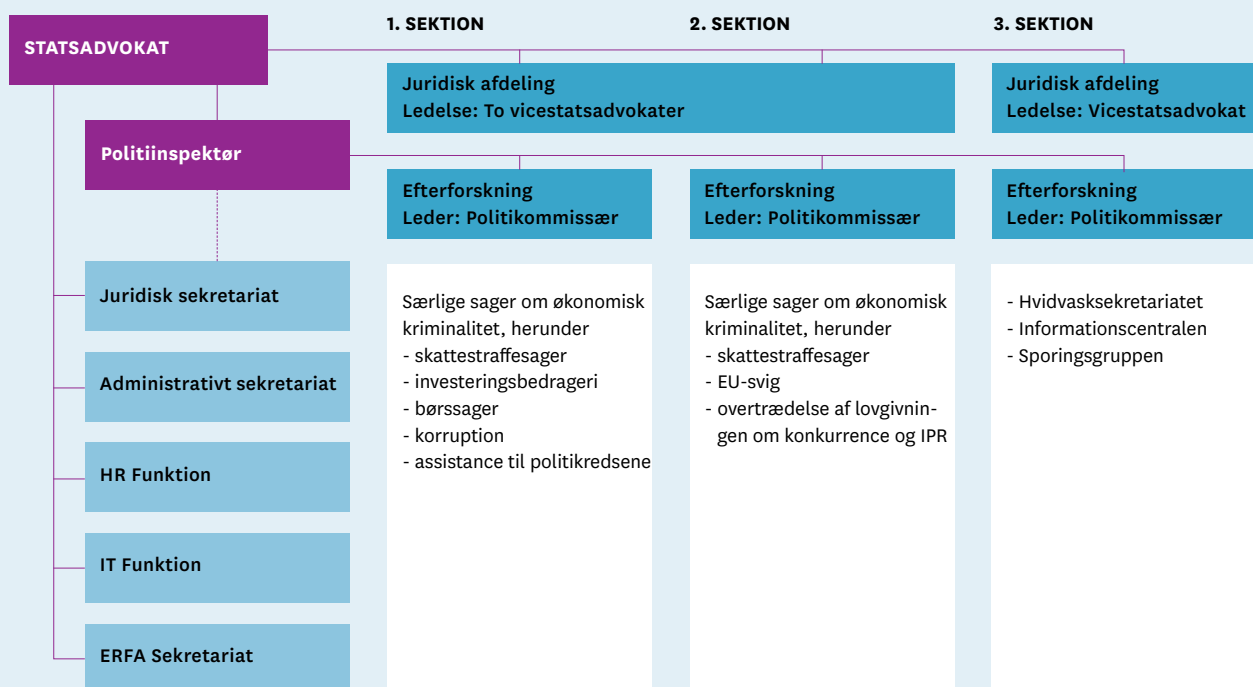 STATSADVOKAT
Politiinspektør
Juridisk sekretariat
Administrativt sekretariat
HR Funktion
IT Funktion
ERFA Sekretariat
1. SEKTION
2. SEKTION
3. SEKTION
Juridisk afdeling
Ledelse: To vicestatsadvokater
Juridisk afdeling
Ledelse: Vicestatsadvokat
Efterforskning
Leder: Politikommissær
Efterforskning
Leder: Politikommissær
Efterforskning
Leder: Politikommissær
Særlige sager om økonomisk
kriminalitet, herunder
- skattestraffesager
- investeringsbedrageri
- børssager
- korruption
- assistance til politikredsene
Særlige sager om økonomisk
kriminalitet, herunder
- skattestraffesager
- EU-svig
- overtrædelse af lovgivnin-
gen om konkurrence og IPR
- Hvidvasksekretariatet
- Informationscentralen
- Sporingsgruppen